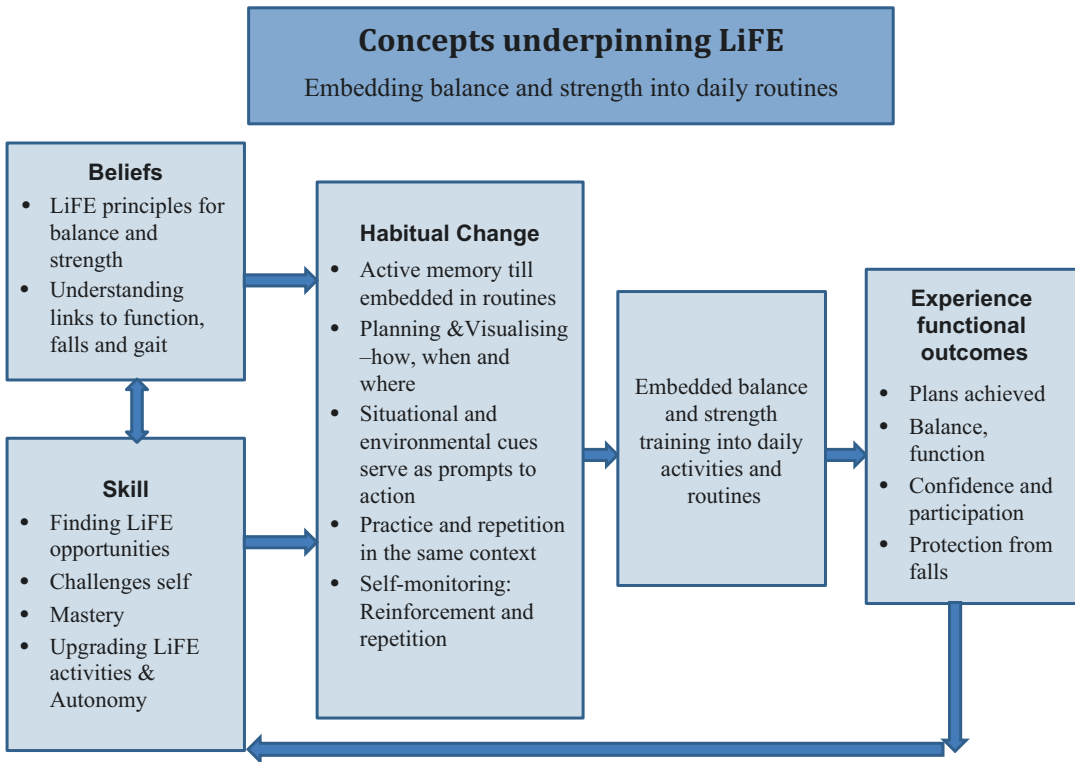 Concepts underpinning LiFE
Embedding balance and strength into daily routines
Beliefs
• LiFE principles for
balance and
strength
• Understanding
links to function,
falls and gait
Skill
• Finding LiFE
opportunities
• Challenges self
• Mastery
• Upgrading LiFE
activities &
Autonomy
Habitual Change
• Active memory till
embedded in routines
• Planning &Visualising
–how, when and
where
• Situational and
environmental cues
serve as prompts to
action
• Practice and repetition
in the same context
• Self-monitoring:
Reinforcement and
repetition
Embedded balance
and strength
training into daily
activities and
routines
Experience
functional
outcomes
• Plans achieved
• Balance,
function
• Confidence and
participation
• Protection from
falls